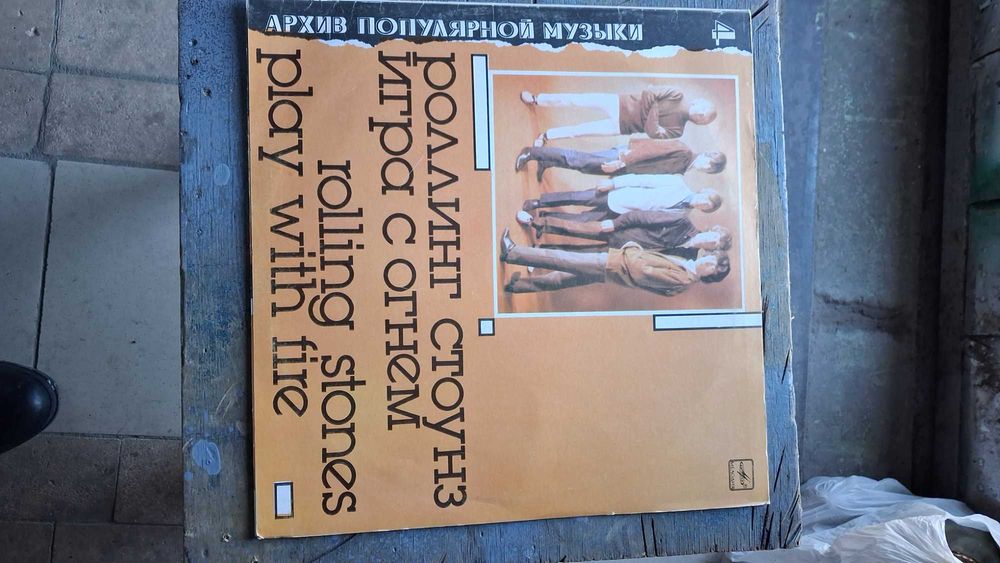 АРХИВ ПОПУЛЯРНОЙ МУЗЫКИ
4
роллинг стоунз
игра с огнем
rolling stones
play with fire